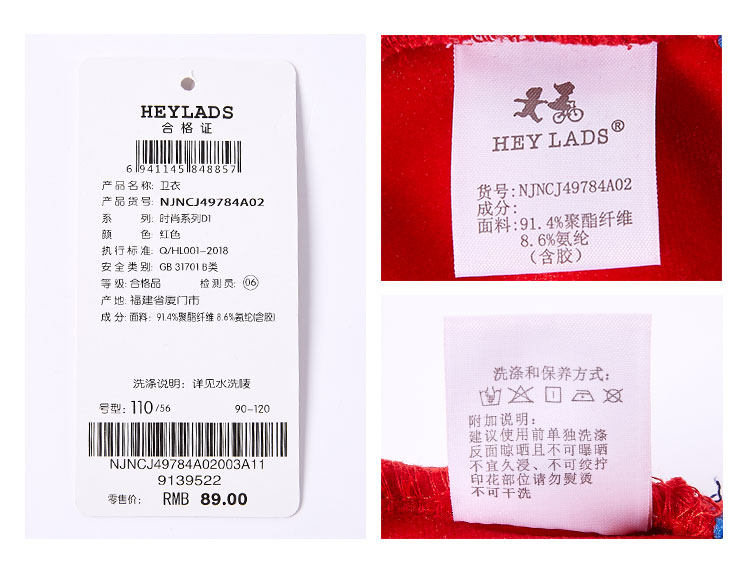 HEYLADS
合格证
6 941145 848857
产品名称: 卫衣
产品货号: NJNCJ49784A02
系 列: 时尚系列D1
颜 色: 红色
执行标准: Q/HL001-2018
安全类别: GB 31701 B类
等级: 合格品 检测员: 06
产 地: 福建省厦门市
成 分: 面料: 91.4%聚酯纤维 8.6%氨纶(含胶)
洗涤说明: 详见水洗唛
号型: 110/56 90-120
NJNCJ49784A02003A11
9139522
零售价: RMB 89.00
HEY LADS®
货号: NJNCJ49784A02
成分:
面料: 91.4%聚酯纤维
8.6%氨纶
(含胶)
洗涤和保养方式:
附加说明:
建议使用前单独洗涤
反面晾晒且不可曝晒
不宜久浸、不可绞拧
印花部位请勿熨烫
不可干洗